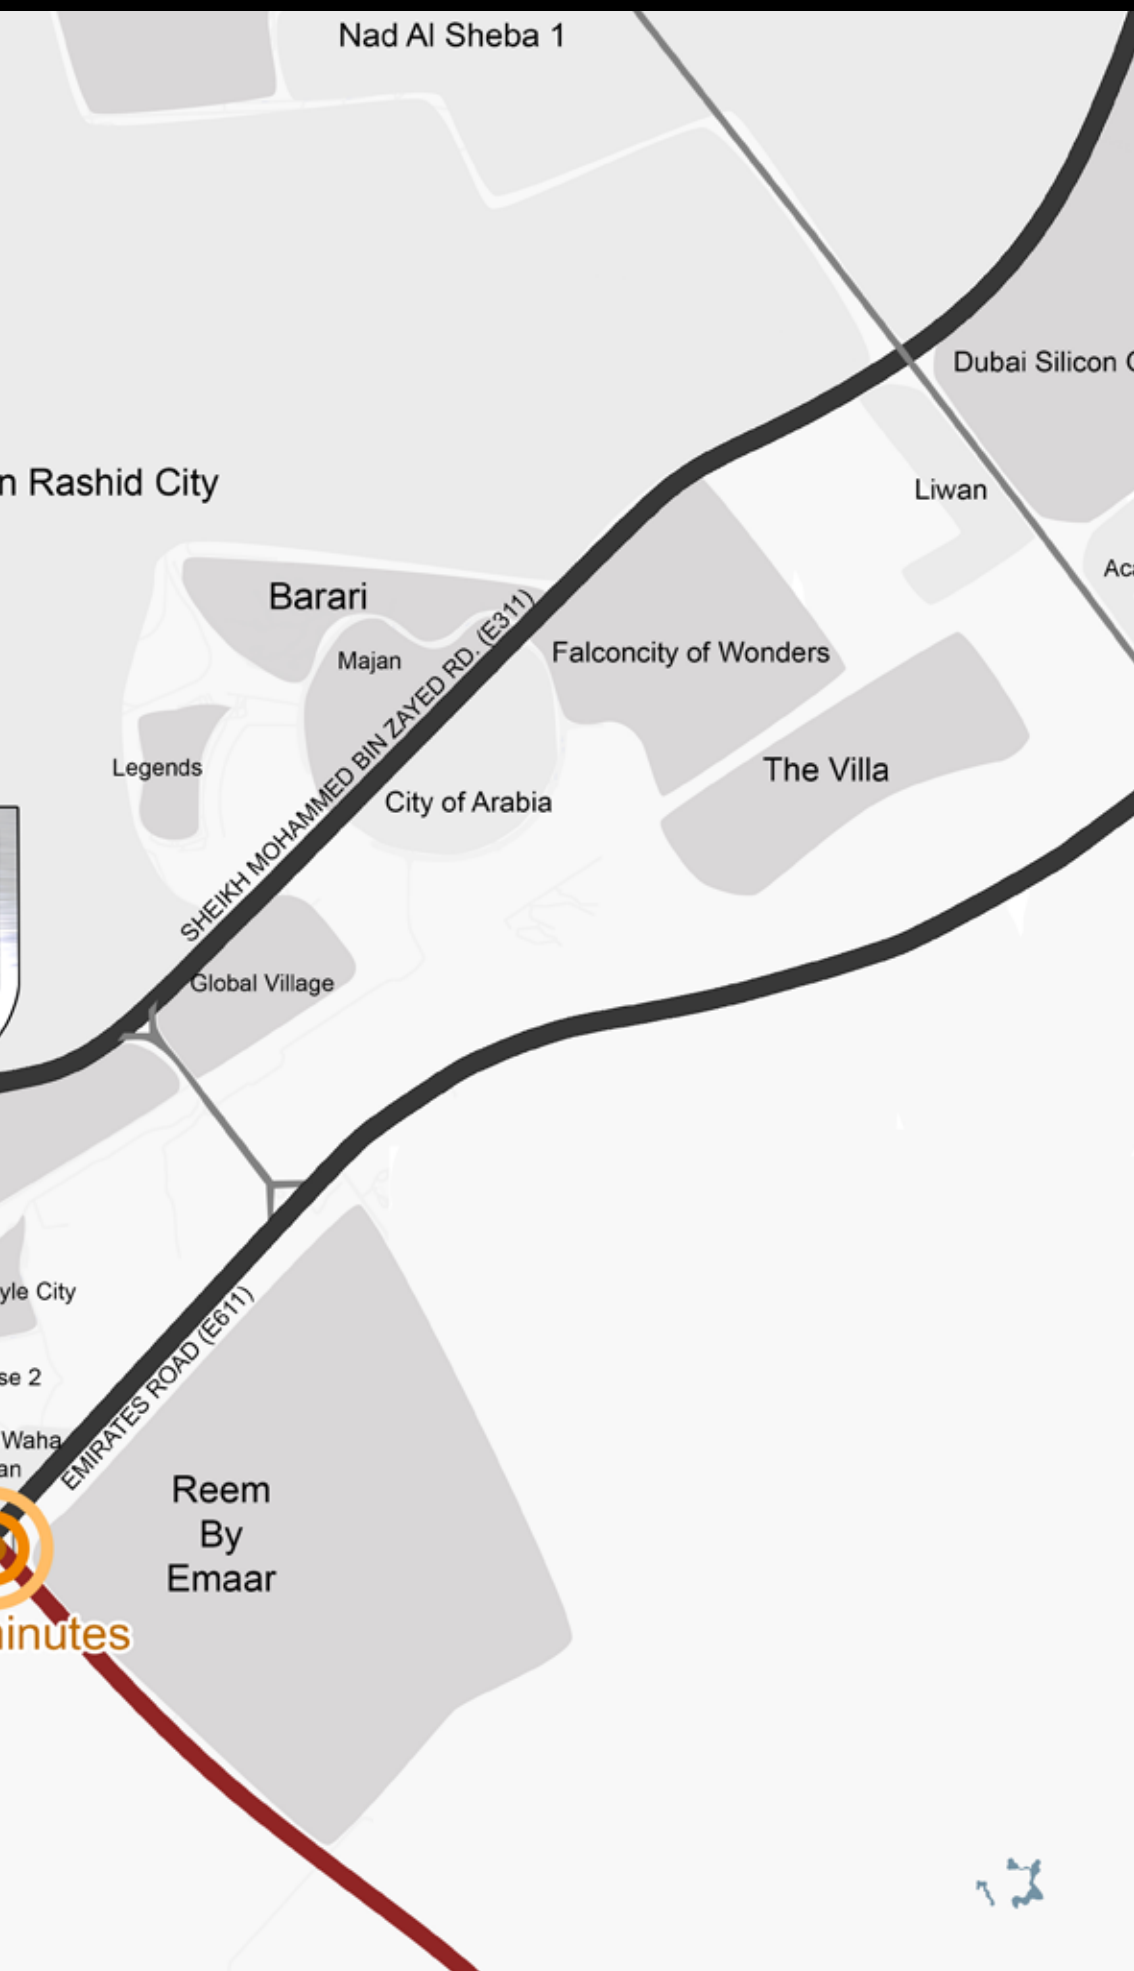 Nad Al Sheba 1
Dubai Silicon
n Rashid City
Liwan
Barari
SHEIKH MOHAMMED BIN ZAYED RD. (E311)
Majan
Falconcity of Wonders
Legends
The Villa
City of Arabia
Global Village
yle City
EMIRATES ROAD (E611)
se 2
Waha
an
Reem
By
Emaar
inutes